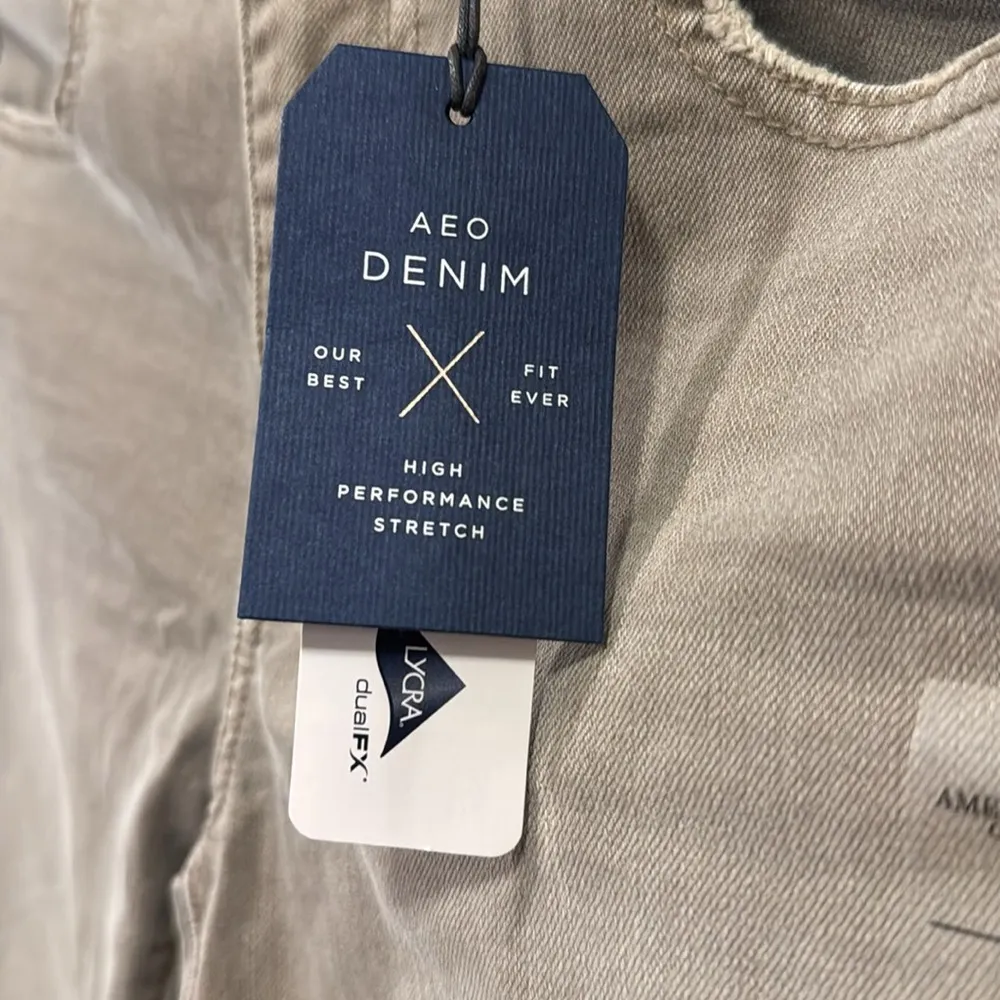 AEO
DENIM
OUR
BEST
FIT
EVER
HIGH
PERFORMANCE
STRETCH
LYCRA
dualFX